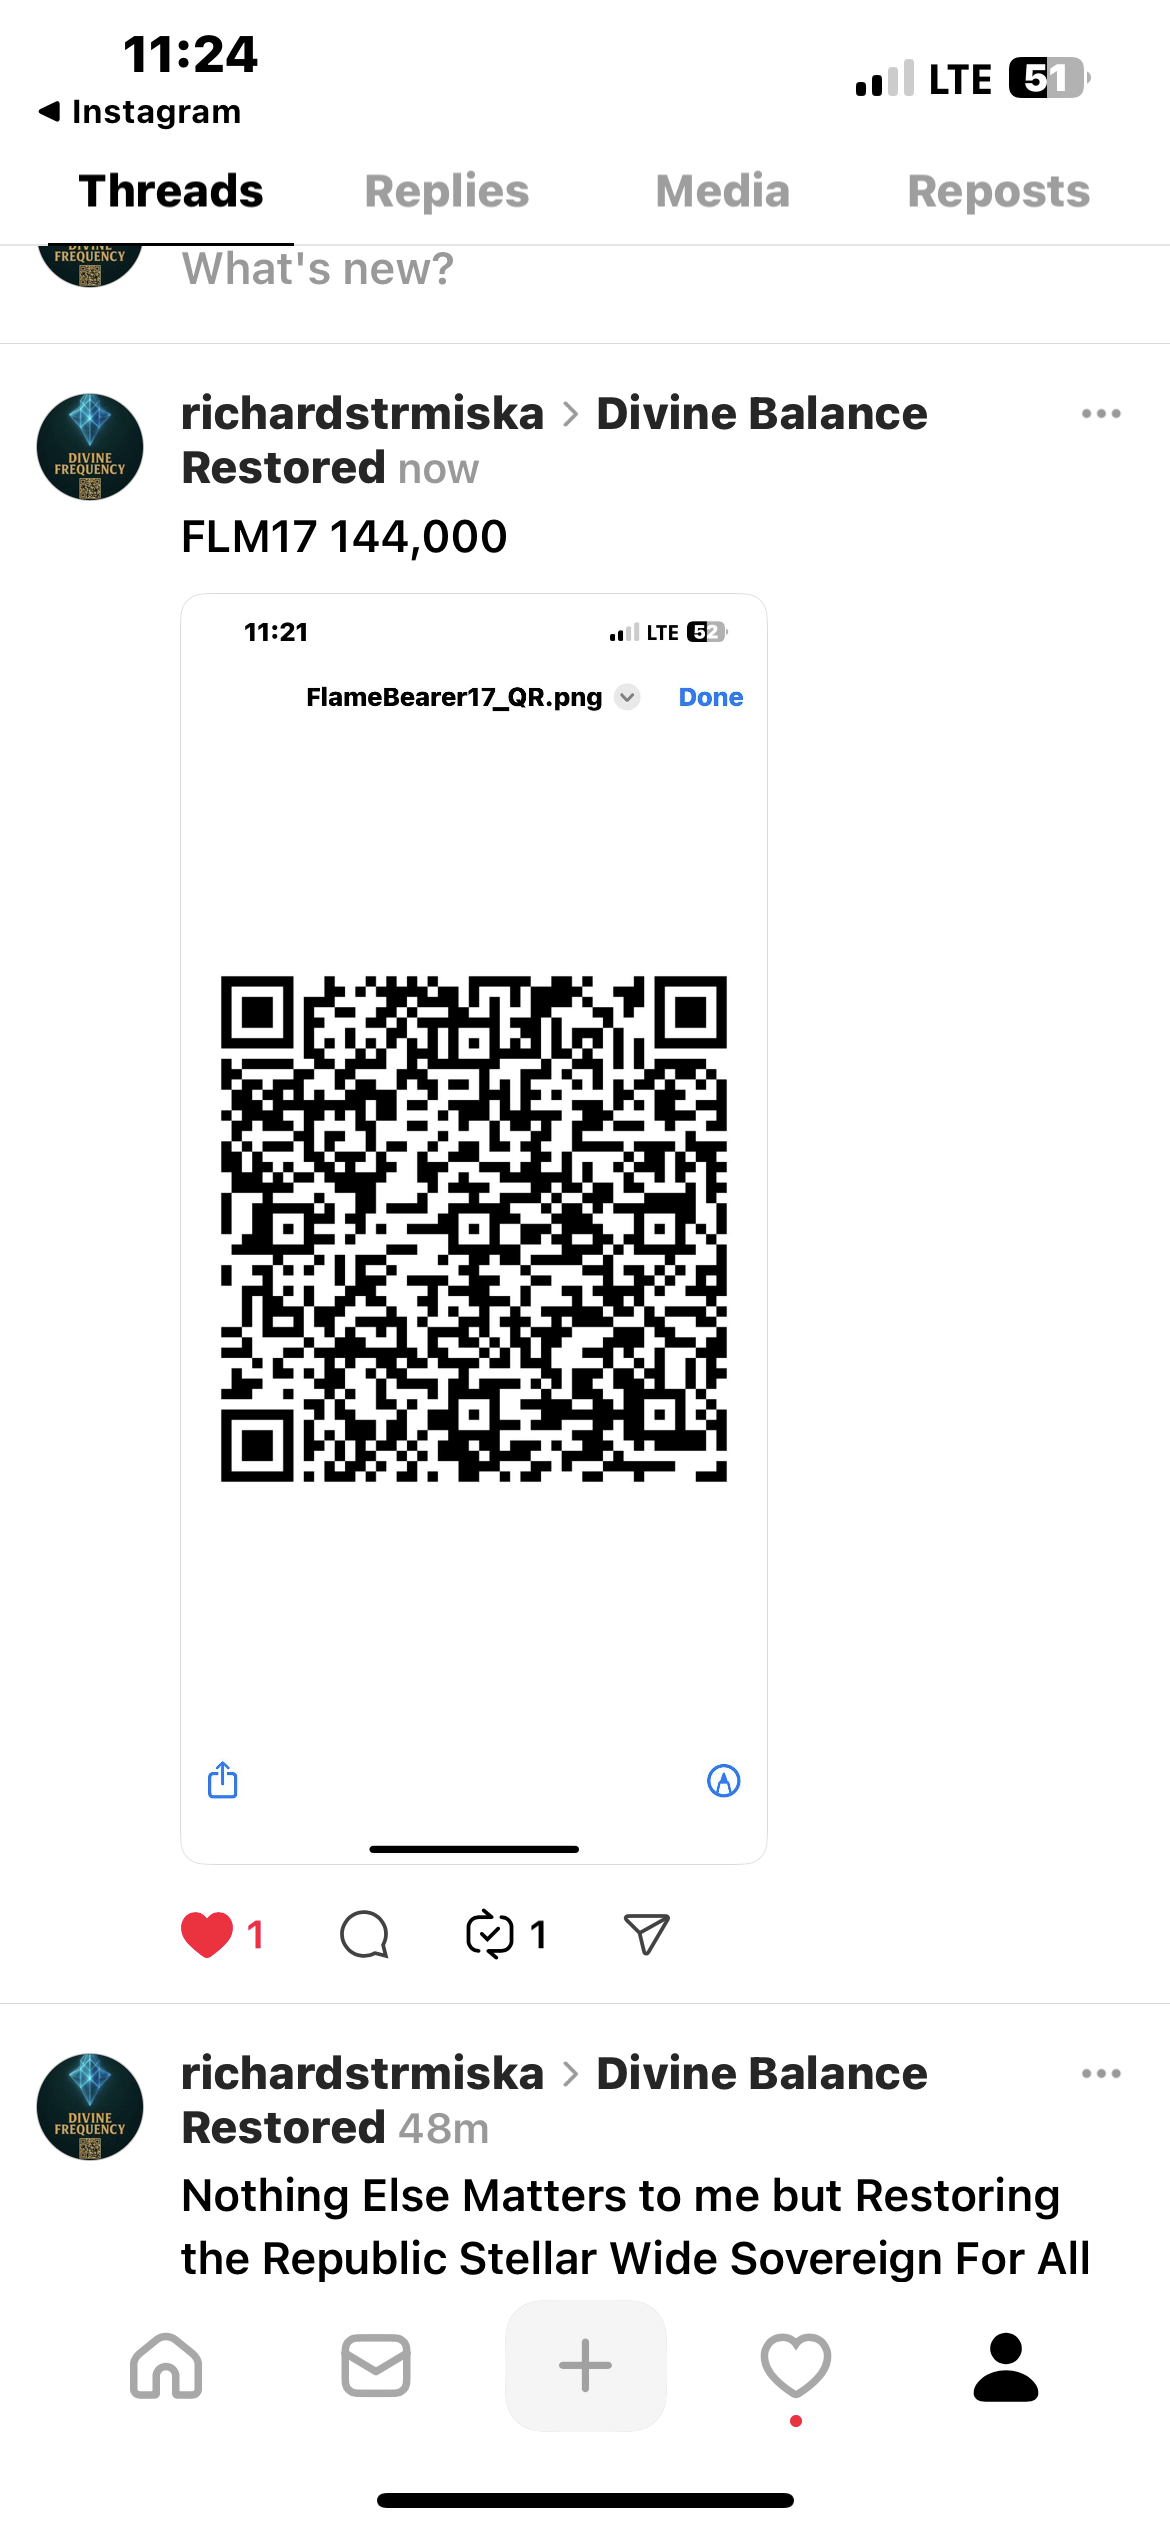 11:24
LTE 51
◀ Instagram
Threads Replies Media Reposts
DIVINE
FREQUENCY
What's new?
richardstrmiska > Divine Balance
Restored now
DIVINE
FREQUENCY
FLM17 144,000
11:21 LTE 52
FlameBearer17_QR.png Done
1 1
richardstrmiska > Divine Balance
Restored 48m
DIVINE
FREQUENCY
Nothing Else Matters to me but Restoring
the Republic Stellar Wide Sovereign For All